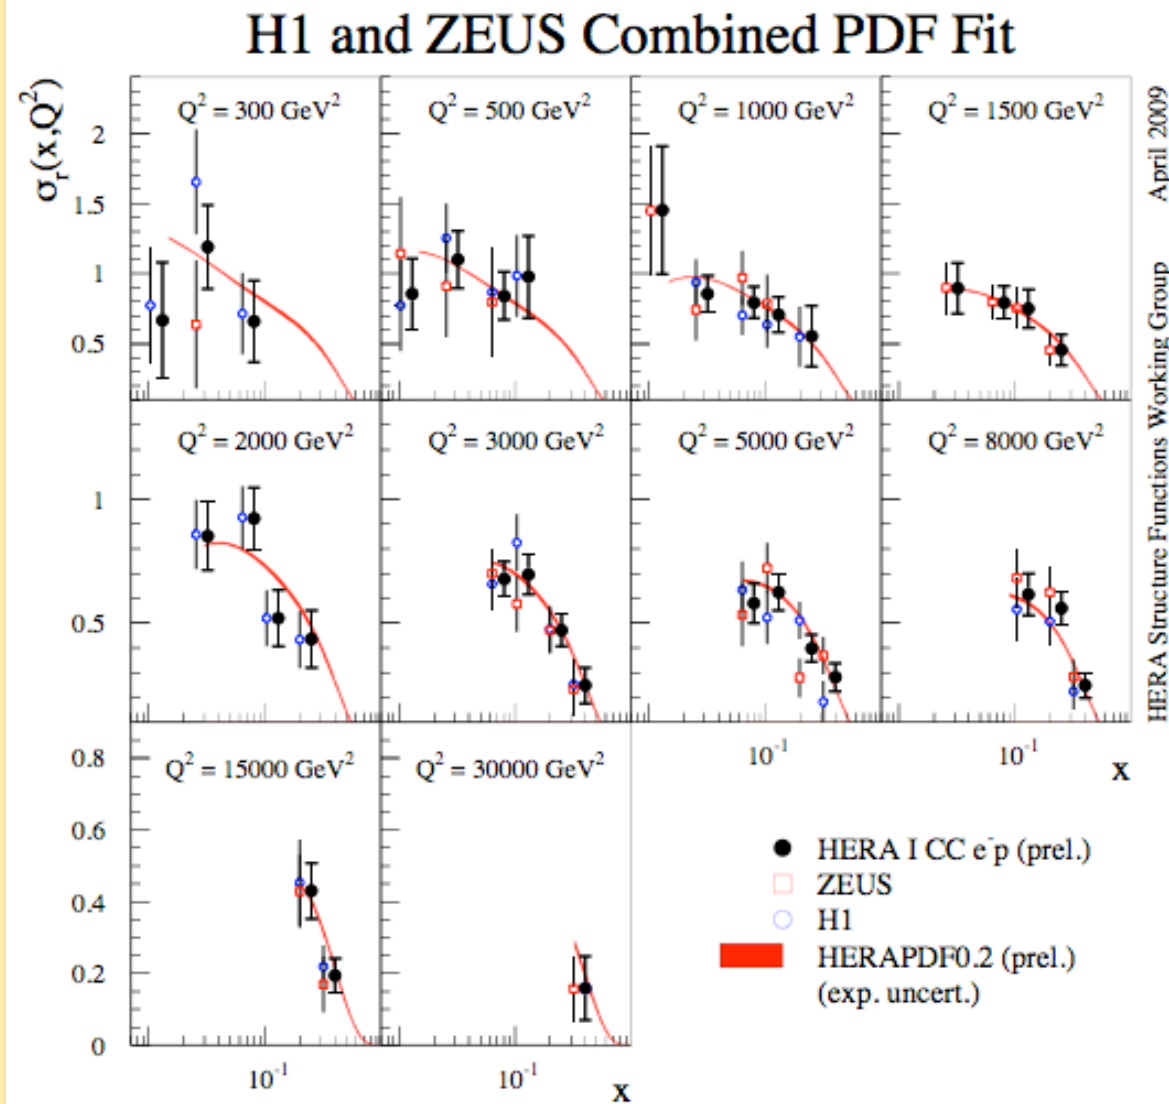 H1 and ZEUS Combined PDF Fit
σr(x,Q²)
Q² = 300 GeV²
Q² = 500 GeV²
Q² = 1000 GeV²
Q² = 1500 GeV²
2
1.5
1
0.5
Q² = 2000 GeV²
Q² = 3000 GeV²
Q² = 5000 GeV²
Q² = 8000 GeV²
1
0.5
10⁻¹
10⁻¹
x
Q² = 15000 GeV²
Q² = 30000 GeV²
0.8
0.6
0.4
0.2
0
10⁻¹
10⁻¹
x
HERA I CC e⁻p (prel.)
ZEUS
H1
HERAPDF0.2 (prel.)
(exp. uncert.)
HERA Structure Functions Working Group April 2009